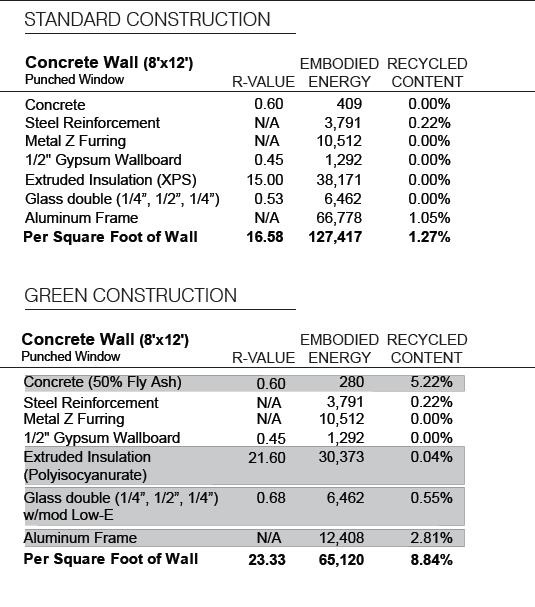 STANDARD CONSTRUCTION
Concrete Wall (8'x12') EMBODIED RECYCLED
Punched Window R-VALUE ENERGY CONTENT
Concrete 0.60 409 0.00%
Steel Reinforcement N/A 3,791 0.22%
Metal Z Furring N/A 10,512 0.00%
1/2" Gypsum Wallboard 0.45 1,292 0.00%
Extruded Insulation (XPS) 15.00 38,171 0.00%
Glass double (1/4”, 1/2”, 1/4”) 0.53 6,462 0.00%
Aluminum Frame N/A 66,778 1.05%
Per Square Foot of Wall 16.58 127,417 1.27%
GREEN CONSTRUCTION
Concrete Wall (8'x12') EMBODIED RECYCLED
Punched Window R-VALUE ENERGY CONTENT
Concrete (50% Fly Ash) 0.60 280 5.22%
Steel Reinforcement N/A 3,791 0.22%
Metal Z Furring N/A 10,512 0.00%
1/2" Gypsum Wallboard 0.45 1,292 0.00%
Extruded Insulation 21.60 30,373 0.04%
(Polyisocyanurate)
Glass double (1/4”, 1/2”, 1/4”) 0.68 6,462 0.55%
w/mod Low-E
Aluminum Frame N/A 12,408 2.81%
Per Square Foot of Wall 23.33 65,120 8.84%